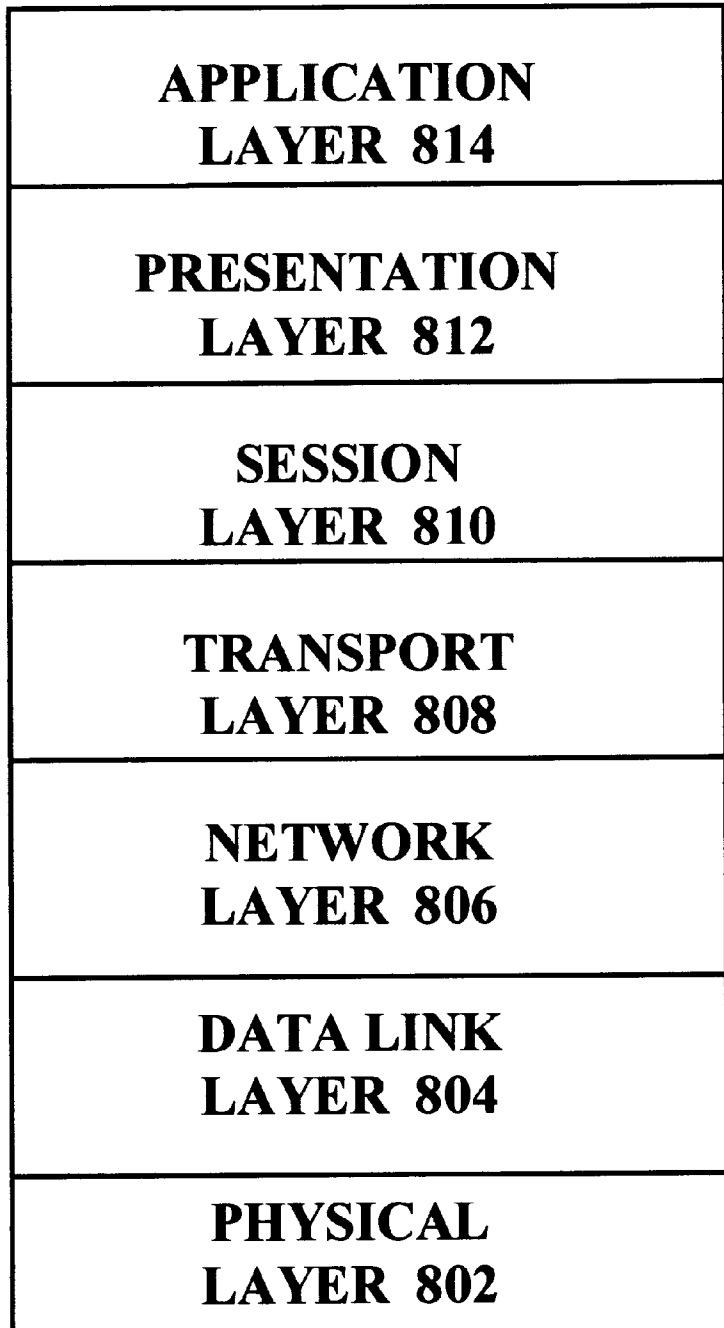 APPLICATION
LAYER 814
PRESENTATION
LAYER 812
SESSION
LAYER 810
TRANSPORT
LAYER 808
NETWORK
LAYER 806
DATA LINK
LAYER 804
PHYSICAL
LAYER 802